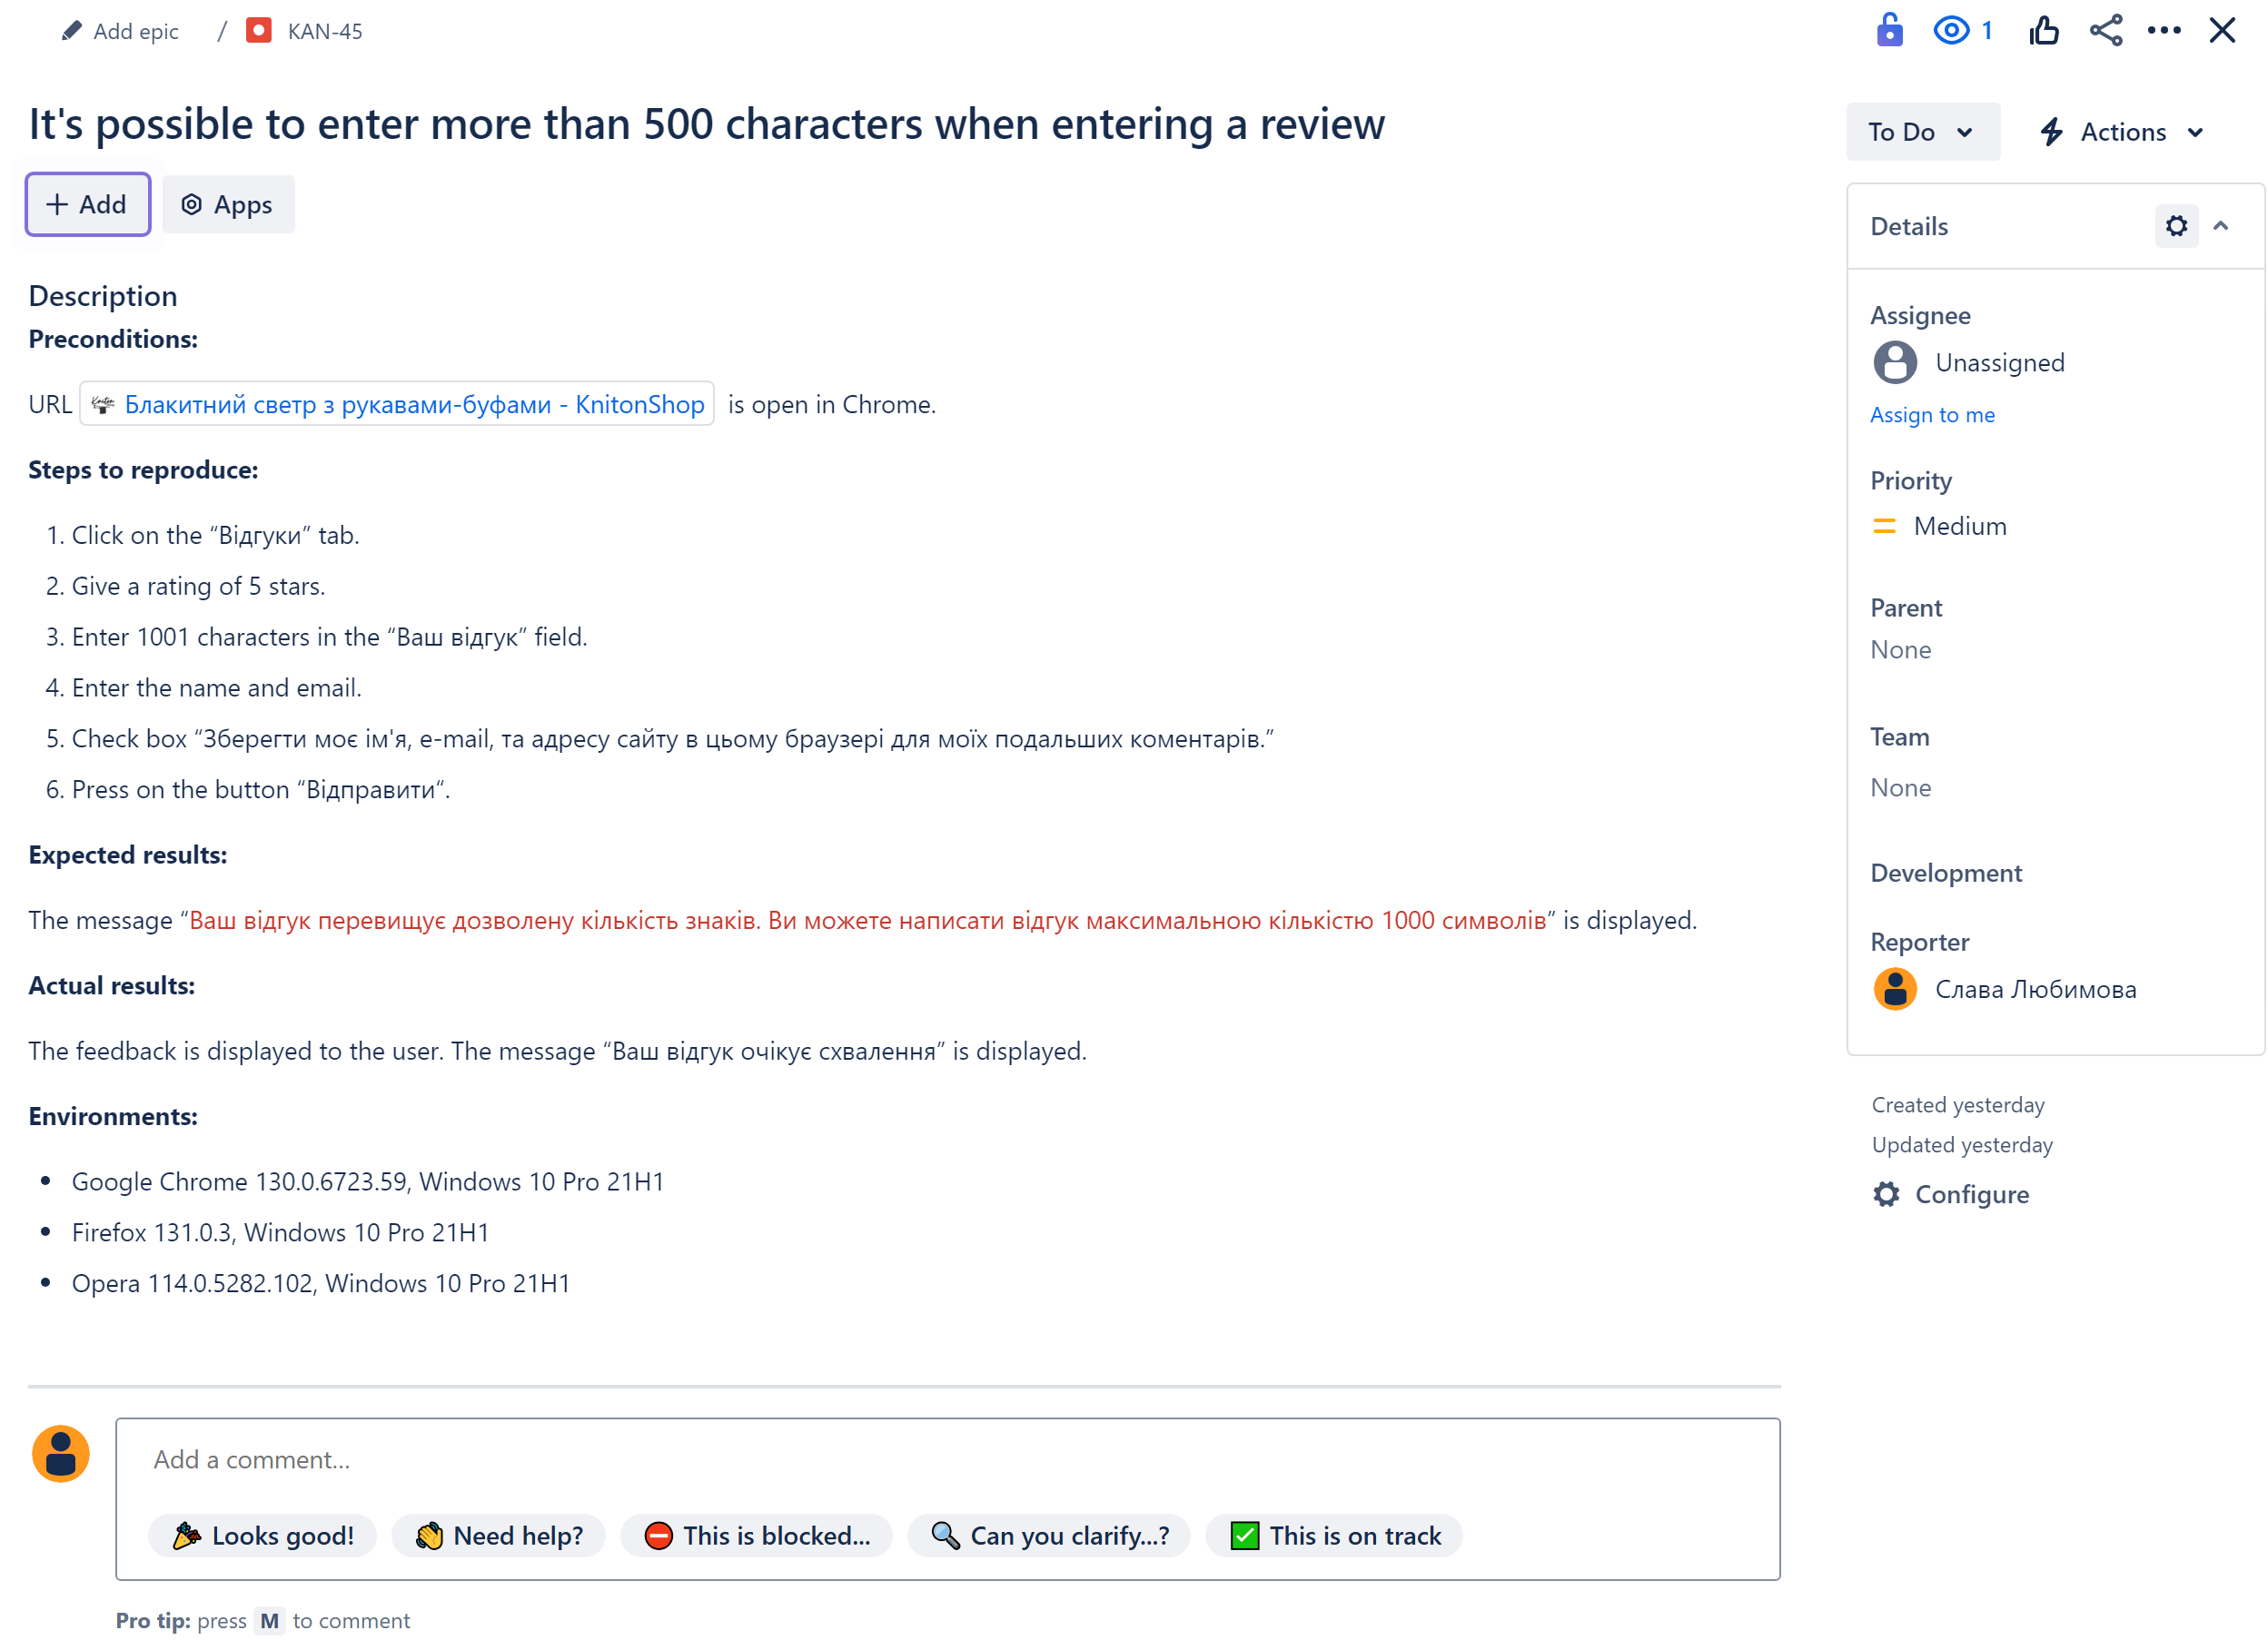 Add epic / KAN-45
1
It's possible to enter more than 500 characters when entering a review
+ Add
Apps
Description
Preconditions:
URL Блакитний светр з рукавами-буфами - KnitonShop is open in Chrome.
Steps to reproduce:
1. Click on the “Відгуки” tab.
2. Give a rating of 5 stars.
3. Enter 1001 characters in the “Ваш відгук” field.
4. Enter the name and email.
5. Check box “Зберегти моє ім'я, e-mail, та адресу сайту в цьому браузері для моїх подальших коментарів.”
6. Press on the button “Відправити“.
Expected results:
The message “Ваш відгук перевищує дозволену кількість знаків. Ви можете написати відгук максимальною кількістю 1000 символів” is displayed.
Actual results:
The feedback is displayed to the user. The message “Ваш відгук очікує схвалення” is displayed.
Environments:
• Google Chrome 130.0.6723.59, Windows 10 Pro 21H1
• Firefox 131.0.3, Windows 10 Pro 21H1
• Opera 114.0.5282.102, Windows 10 Pro 21H1
Add a comment...
Looks good!
Need help?
This is blocked...
Can you clarify...?
This is on track
Pro tip: press M to comment
To Do
Actions
Details
Assignee
Unassigned
Assign to me
Priority
Medium
Parent
None
Team
None
Development
Reporter
Слава Любимова
Created yesterday
Updated yesterday
Configure